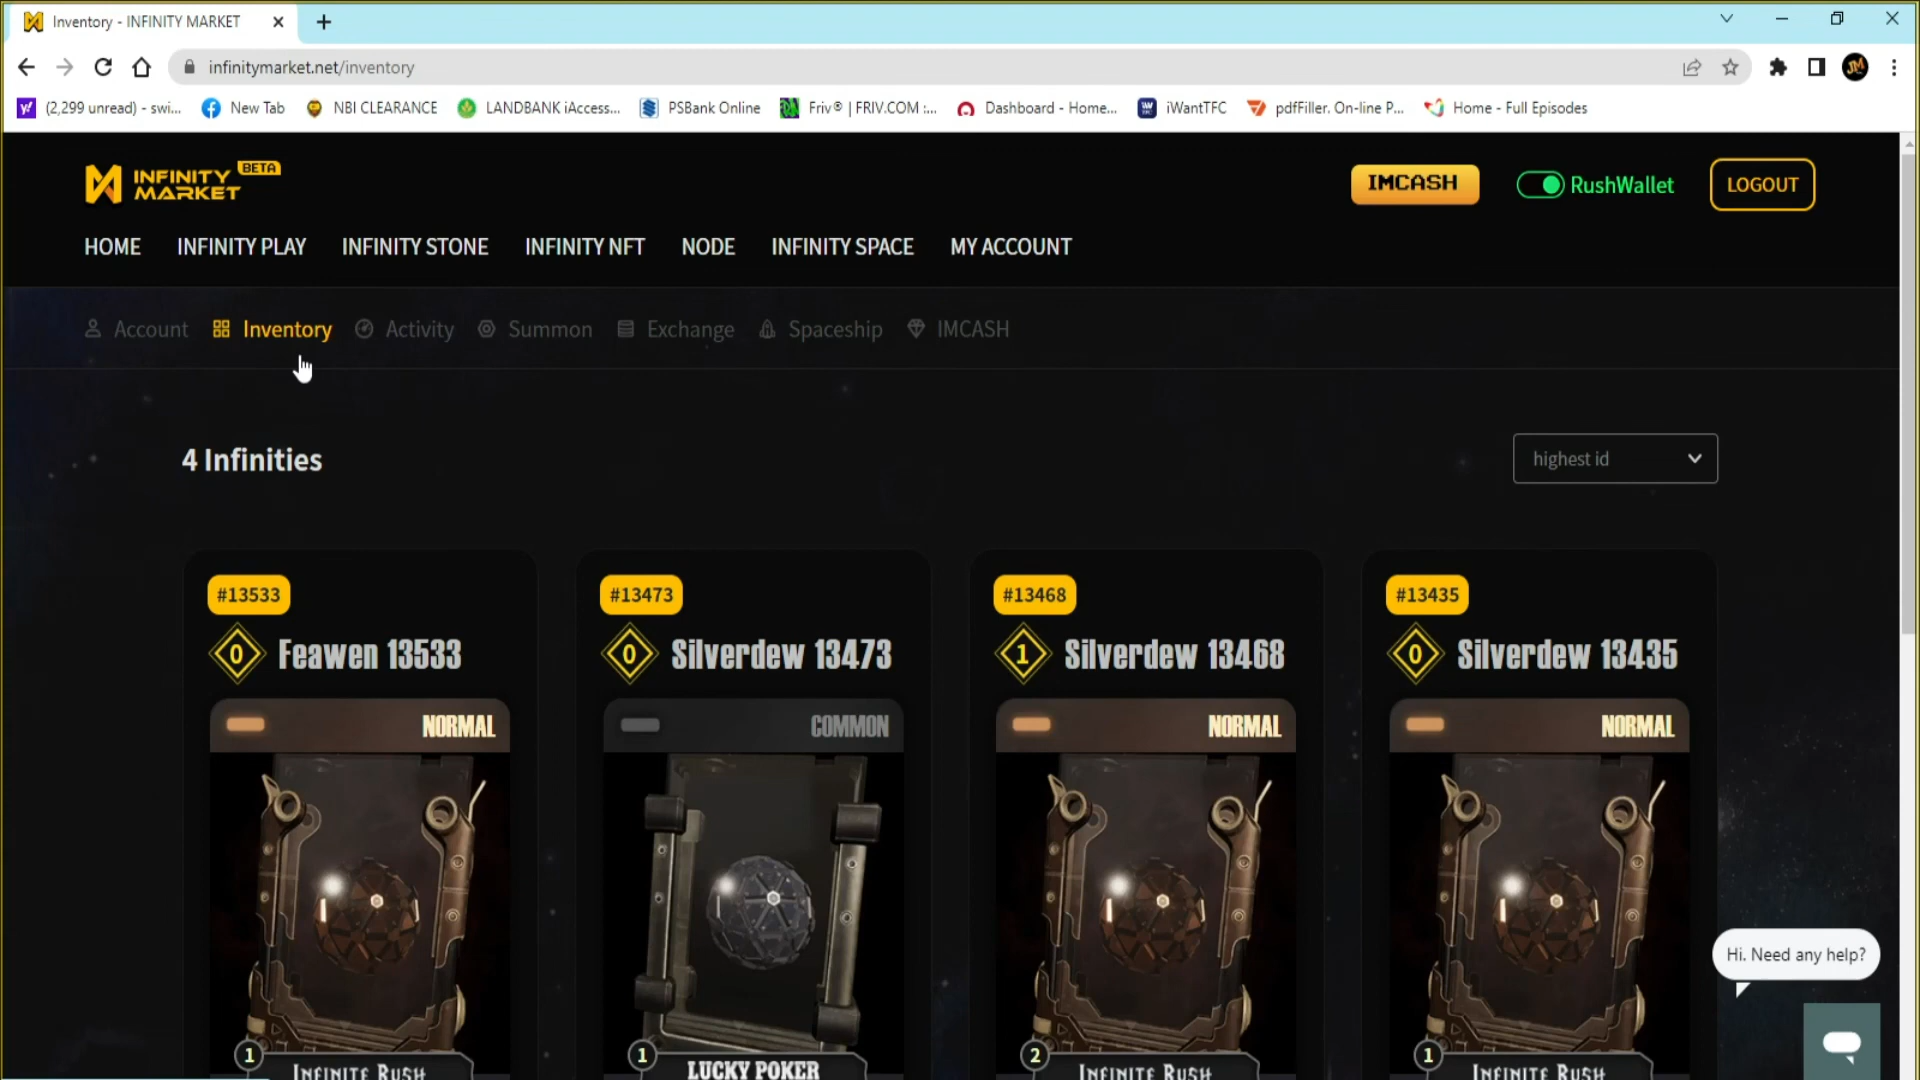 Inventory - INFINITY MARKET
infinitymarket.net/inventory
JM
(2,299 unread) - swi...
New Tab
NBI CLEARANCE
LANDBANK iAccess...
PSBank Online
Friv® | FRIV.COM :...
Dashboard - Home...
iWantTFC
pdfFiller. On-line P...
Home - Full Episodes
INFINITY MARKET BETA
IMCASH
RushWallet
LOGOUT
HOME
INFINITY PLAY
INFINITY STONE
INFINITY NFT
NODE
INFINITY SPACE
MY ACCOUNT
Account
Inventory
Activity
Summon
Exchange
Spaceship
IMCASH
4 Infinities
highest id
#13533
0 Feawen 13533
NORMAL
1 INFINITE RUSH
#13473
0 Silverdew 13473
COMMON
1 LUCKY POKER
#13468
1 Silverdew 13468
NORMAL
2 INFINITE RUSH
#13435
0 Silverdew 13435
NORMAL
1 INFINITE RUSH
Hi. Need any help?